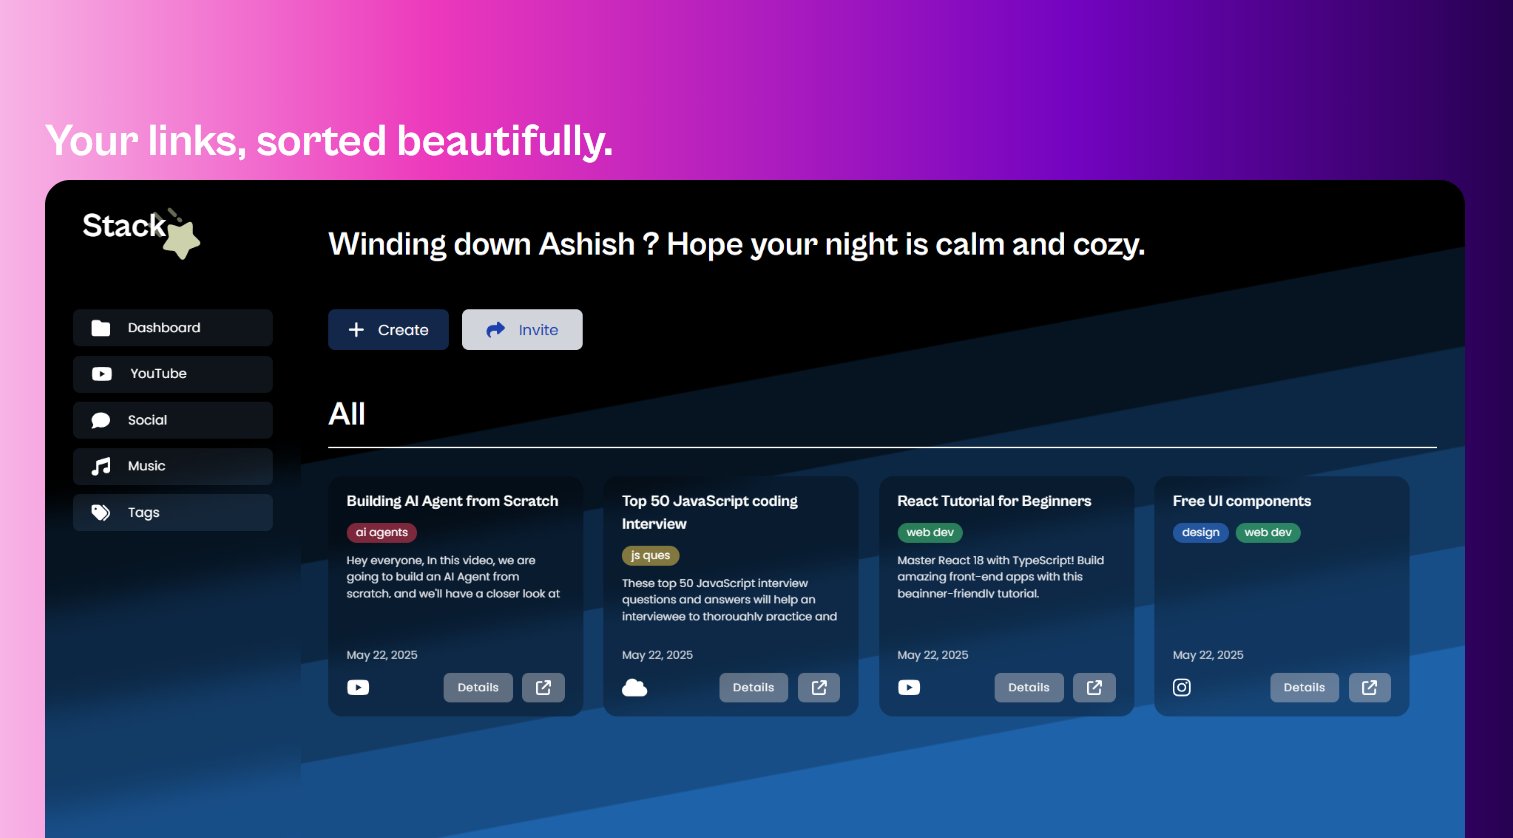 Your links, sorted beautifully.
Stack
Winding down Ashish ? Hope your night is calm and cozy.
Dashboard
YouTube
Social
Music
Tags
Create
Invite
All
Building AI Agent from Scratch
ai agents
Hey everyone, In this video, we are
going to build an AI Agent from
scratch, and we'll have a closer look at
May 22, 2025
Details
Top 50 JavaScript coding
Interview
js ques
These top 50 JavaScript interview
questions and answers will help an
interviewee to thoroughly practice and
May 22, 2025
Details
React Tutorial for Beginners
web dev
Master React 18 with TypeScript! Build
amazing front-end apps with this
beginner-friendly tutorial.
May 22, 2025
Details
Free UI components
design
web dev
May 22, 2025
Details